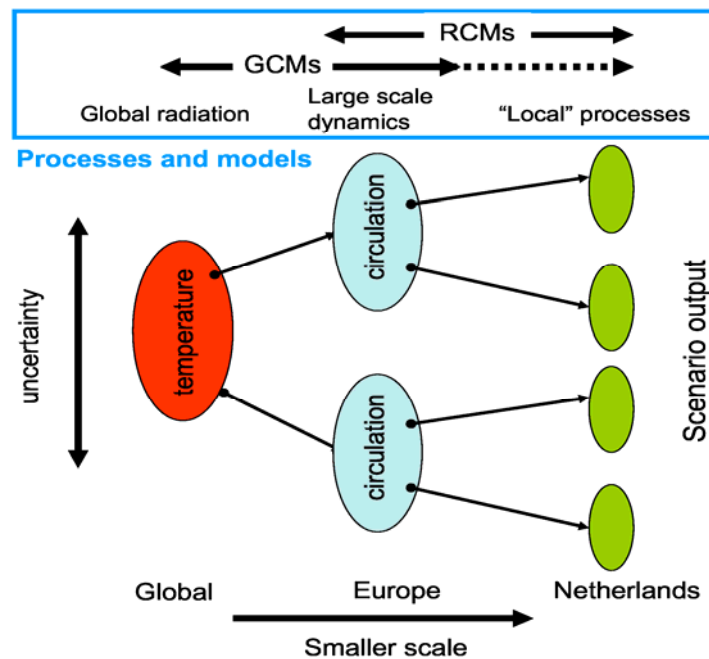 RCMs
GCMs
Global radiation
Large scale
dynamics
“Local” processes
Processes and models
uncertainty
temperature
circulation
circulation
Scenario output
Global
Europe
Netherlands
Smaller scale